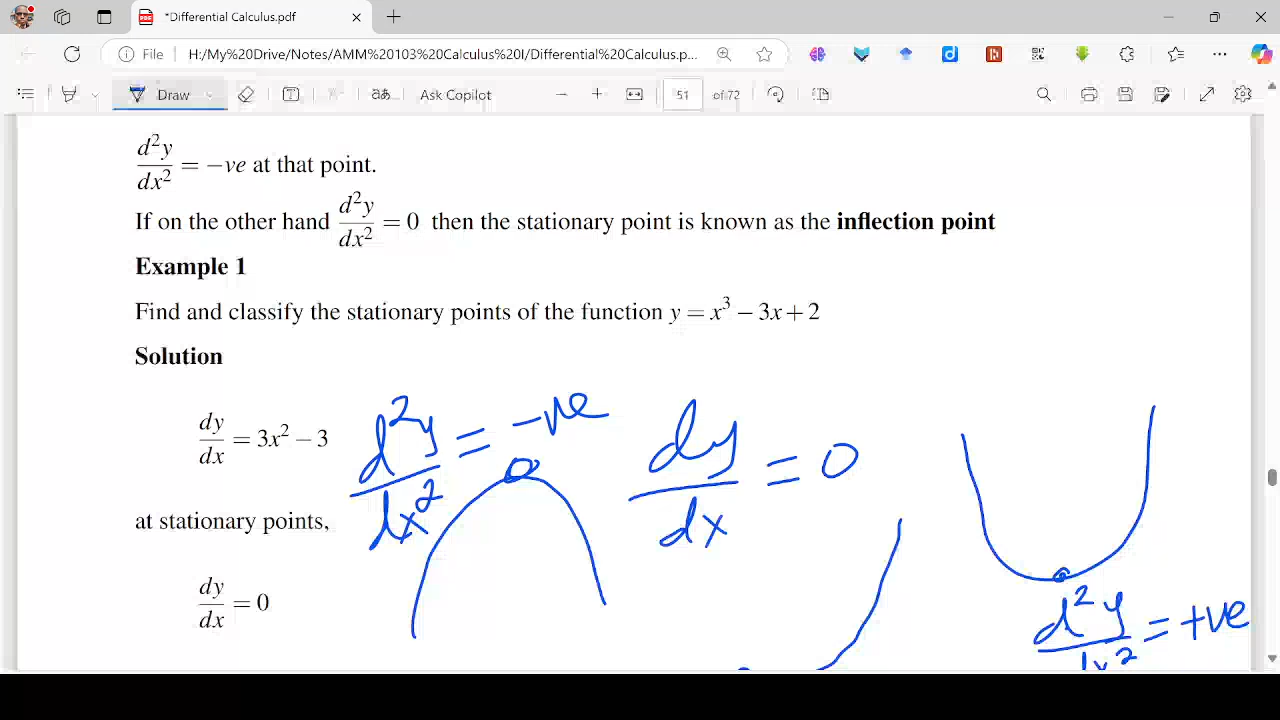 *Differential Calculus.pdf
File H:/My%20Drive/Notes/AMM%20103%20Calculus%20I/Differential%20Calculus.p...
Draw Ask Copilot 51 of 72
d²y/dx² = −ve at that point.
If on the other hand d²y/dx² = 0 then the stationary point is known as the inflection point
Example 1
Find and classify the stationary points of the function y = x³ − 3x + 2
Solution
dy/dx = 3x² − 3
d²y/dx² = −ve
dy/dx = 0
at stationary points,
dy/dx = 0
d²y/dx² = +ve